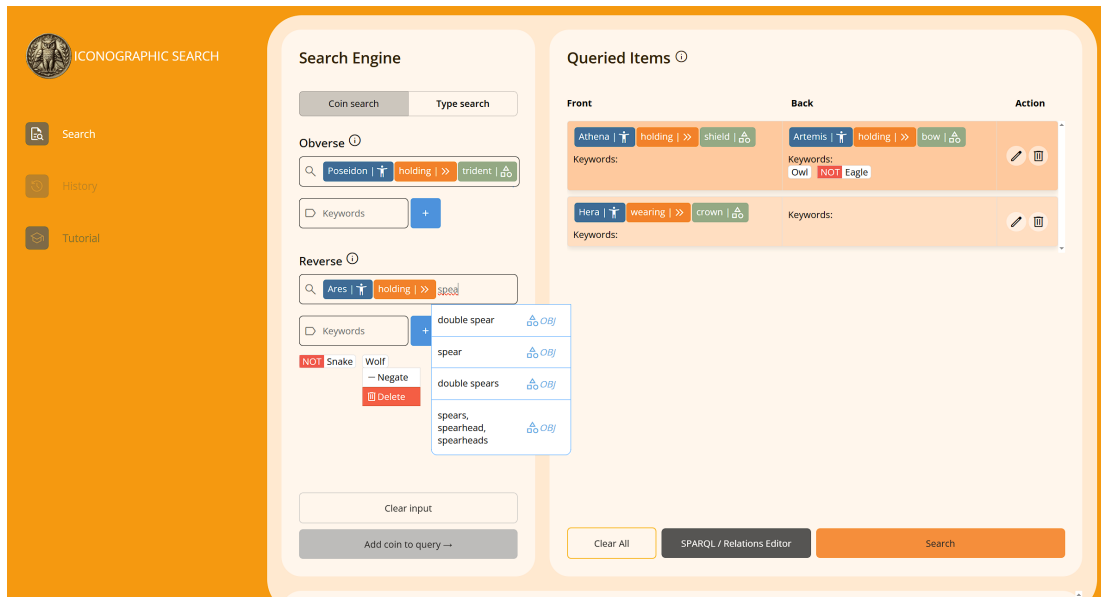 ICONOGRAPHIC SEARCH
Search
History
Tutorial
Search Engine
Coin search Type search
Obverse
Poseidon | holding | trident |
Keywords +
Reverse
Ares | holding | spea
Keywords +
double spear OBJ
spear OBJ
double spears OBJ
spears,
spearhead, OBJ
spearheads
NOT Snake Wolf
Negate
Delete
Clear input
Add coin to query →
Queried Items
Front Back Action
Athena | holding | shield | Artemis | holding | bow |
Keywords: Keywords:
Owl NOT Eagle
Hera | wearing | crown |
Keywords: Keywords:
Clear All SPARQL / Relations Editor Search